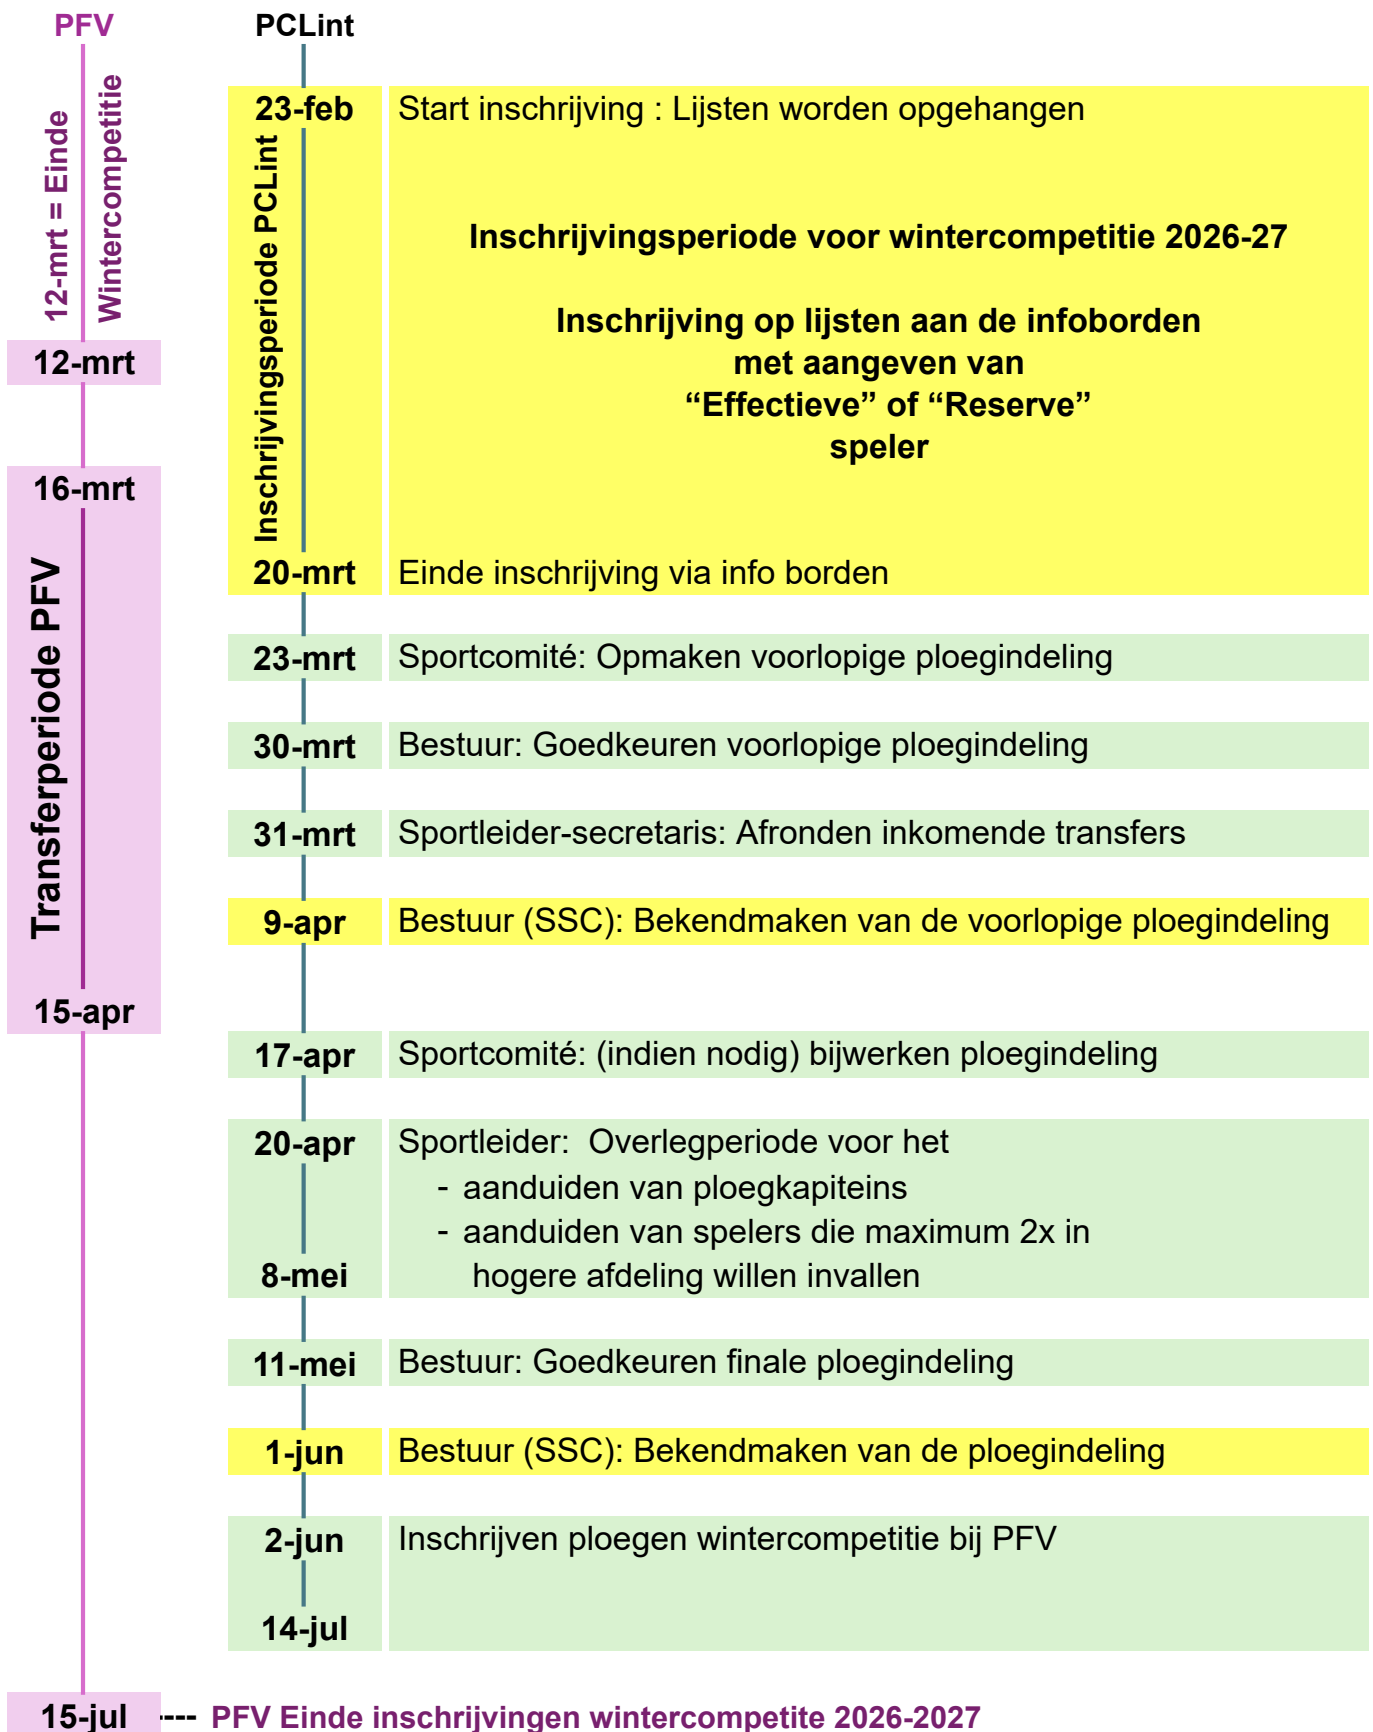 PFV
PCLint
12-mrt = Einde
Wintercompetitie
12-mrt
16-mrt
Transferperiode PFV
15-apr
Inschrijvingsperiode PCLint
23-feb Start inschrijving : Lijsten worden opgehangen
Inschrijvingsperiode voor wintercompetitie 2026-27
Inschrijving op lijsten aan de infoborden
met aangeven van
“Effectieve” of “Reserve”
speler
20-mrt Einde inschrijving via info borden
23-mrt Sportcomité: Opmaken voorlopige ploegindeling
30-mrt Bestuur: Goedkeuren voorlopige ploegindeling
31-mrt Sportleider-secretaris: Afronden inkomende transfers
9-apr Bestuur (SSC): Bekendmaken van de voorlopige ploegindeling
17-apr Sportcomité: (indien nodig) bijwerken ploegindeling
20-apr Sportleider: Overlegperiode voor het
- aanduiden van ploegkapiteins
- aanduiden van spelers die maximum 2x in
8-mei hogere afdeling willen invallen
11-mei Bestuur: Goedkeuren finale ploegindeling
1-jun Bestuur (SSC): Bekendmaken van de ploegindeling
2-jun Inschrijven ploegen wintercompetitie bij PFV
14-jul
15-jul ---- PFV Einde inschrijvingen wintercompetite 2026-2027